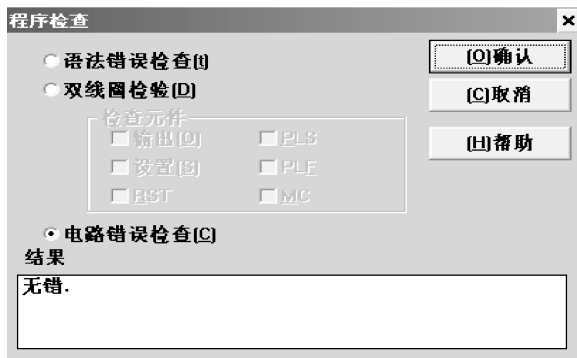 程序检查
语法错误检查(t)
双线圈检验(D)
检查元件
输出(O) PLS
设置(S) PLF
RST MC
电路错误检查(C)
(O)确认
(C)取消
(H)帮助
结果
无错.